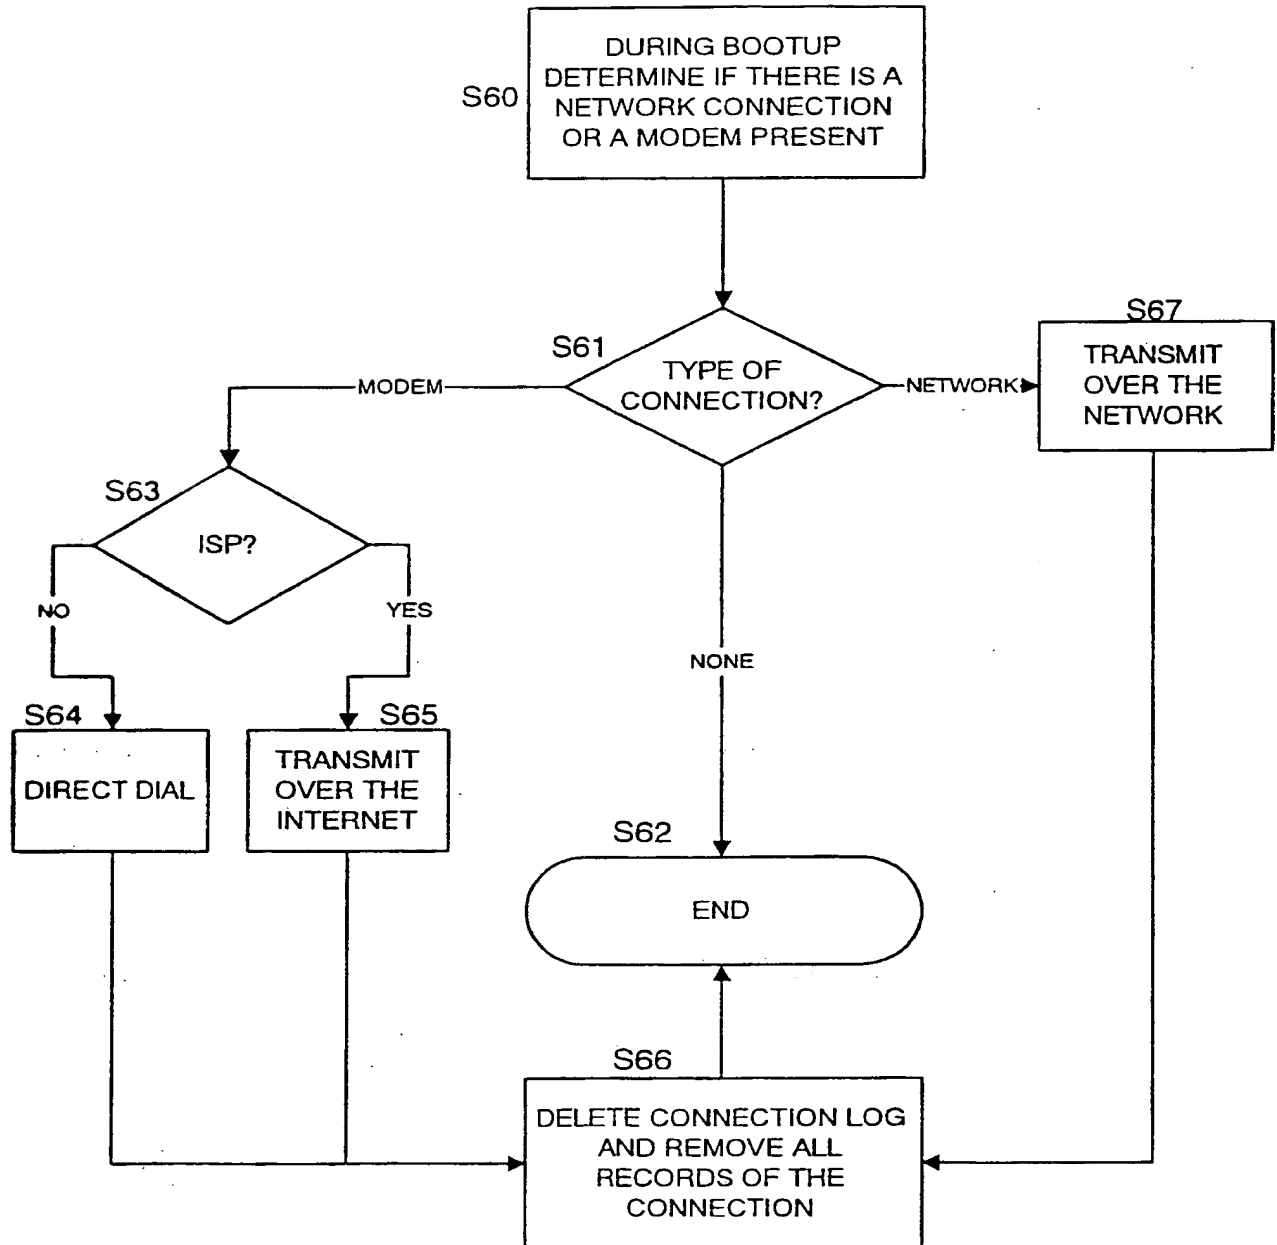 DURING BOOTUP
DETERMINE IF THERE IS A
NETWORK CONNECTION
OR A MODEM PRESENT
S60
S61
TYPE OF
CONNECTION?
MODEM
NETWORK
S67
TRANSMIT
OVER THE
NETWORK
S63
ISP?
NO
YES
NONE
S64
DIRECT DIAL
S65
TRANSMIT
OVER THE
INTERNET
S62
END
S66
DELETE CONNECTION LOG
AND REMOVE ALL
RECORDS OF THE
CONNECTION